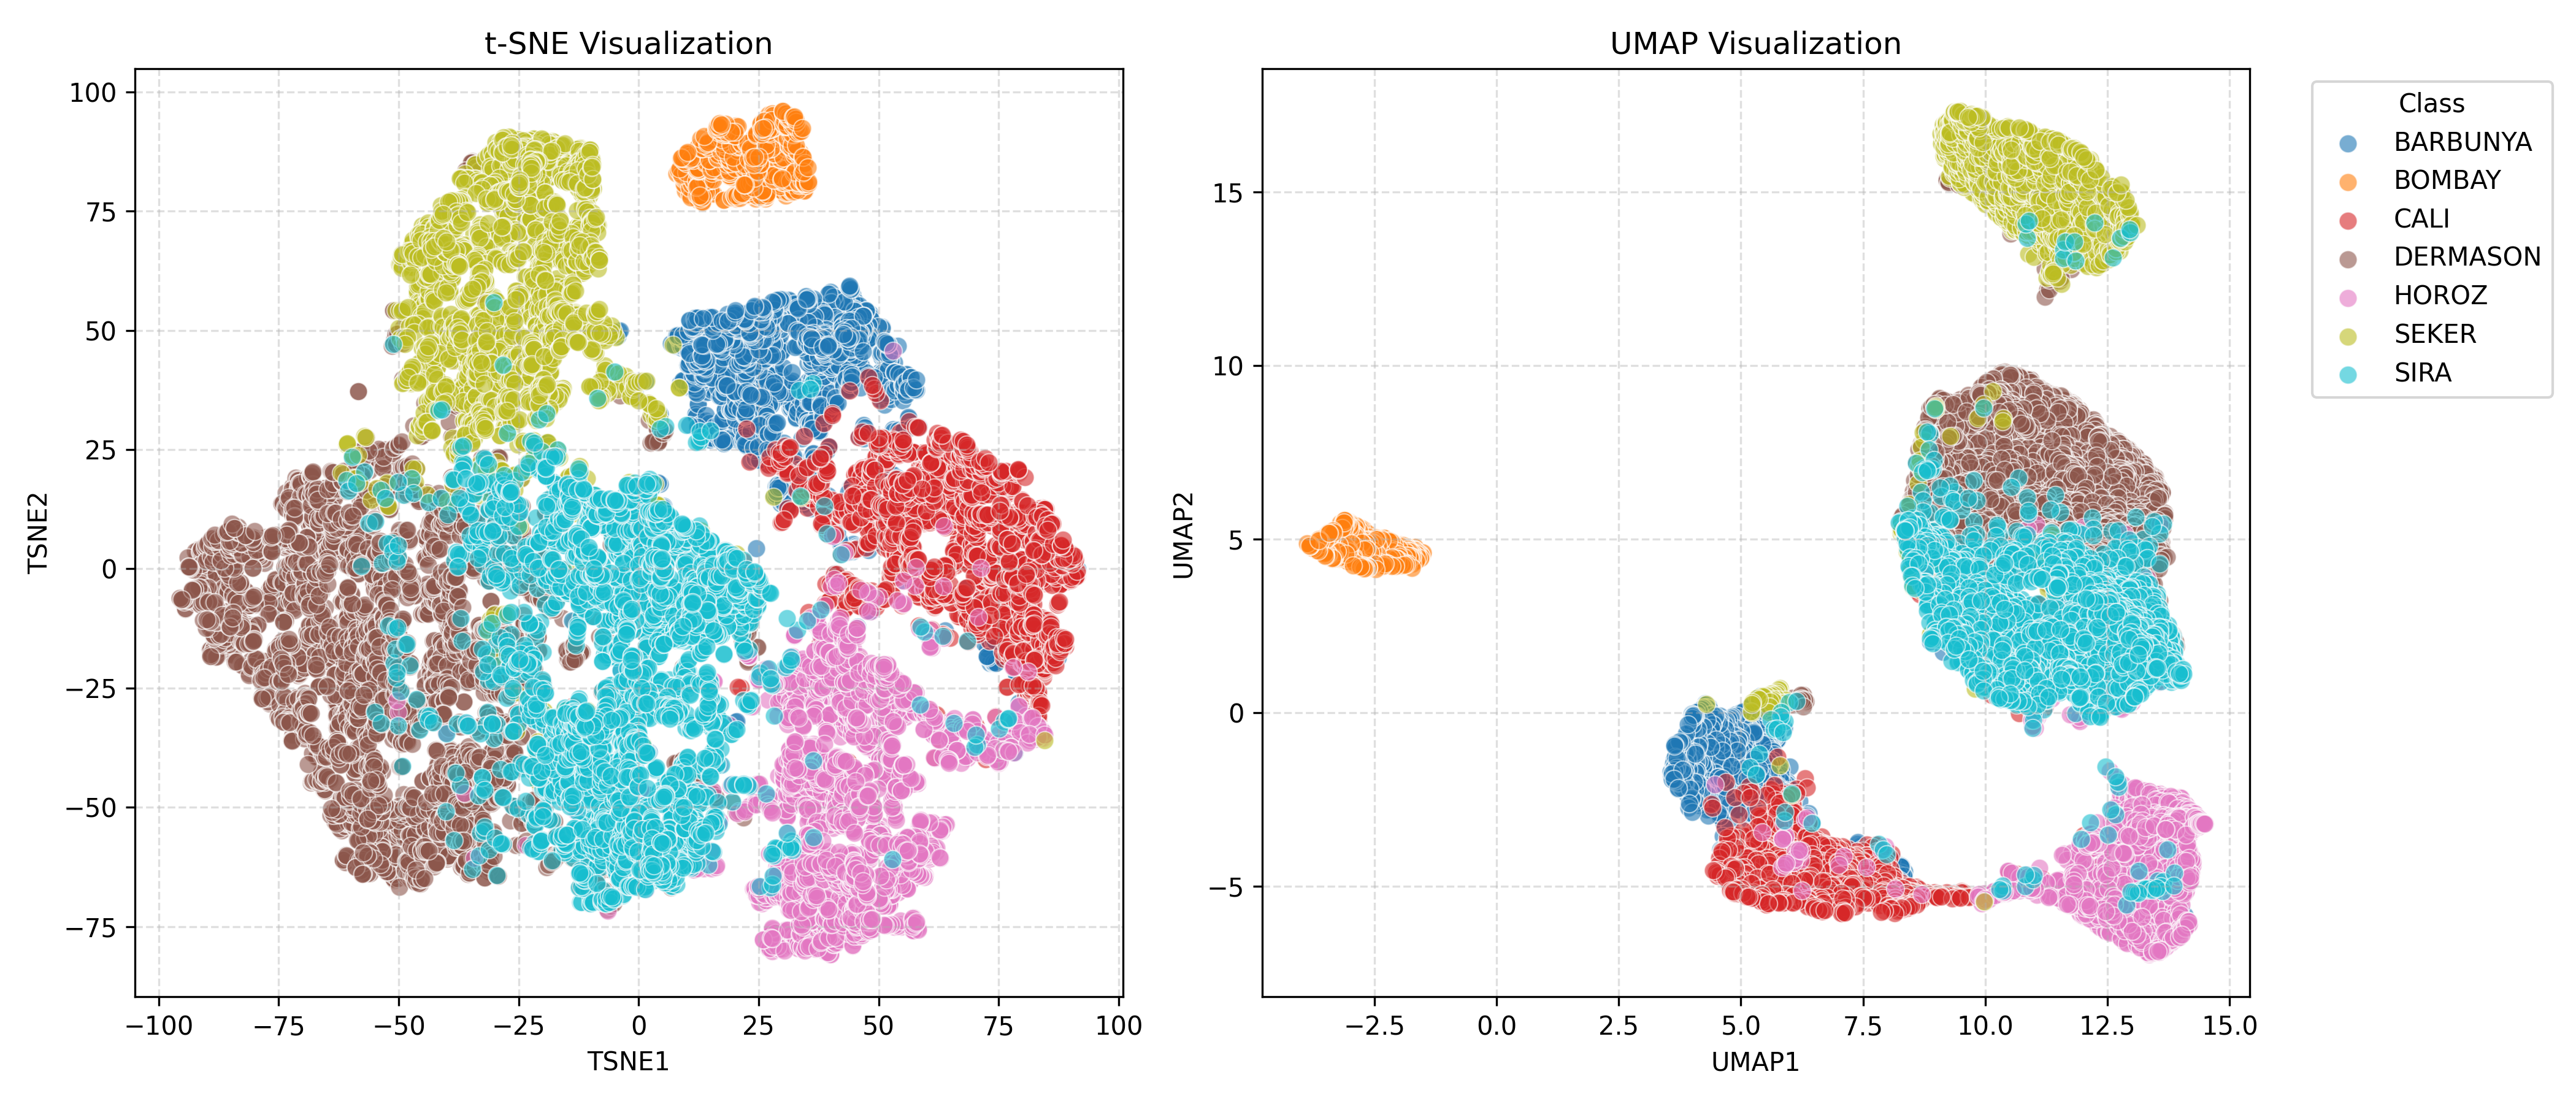 t-SNE Visualization
100
75
50
25
0
−25
−50
−75
TSNE2
−100
−75
−50
−25
0
25
50
75
100
TSNE1
UMAP Visualization
15
10
5
0
−5
UMAP2
−2.5
0.0
2.5
5.0
7.5
10.0
12.5
15.0
UMAP1
Class
BARBUNYA
BOMBAY
CALI
DERMASON
HOROZ
SEKER
SIRA